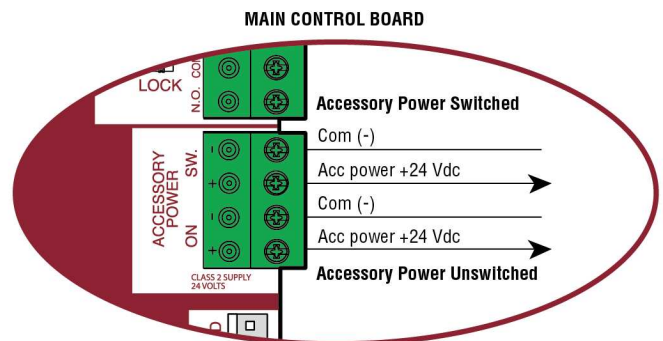 MAIN CONTROL BOARD
LOCK
N.O. COM
Accessory Power Switched
ACCESSORY
POWER
SW.
ON
- Com (-)
+ Acc power +24 Vdc
- Com (-)
+ Acc power +24 Vdc
CLASS 2 SUPPLY
24 VOLTS
Accessory Power Unswitched